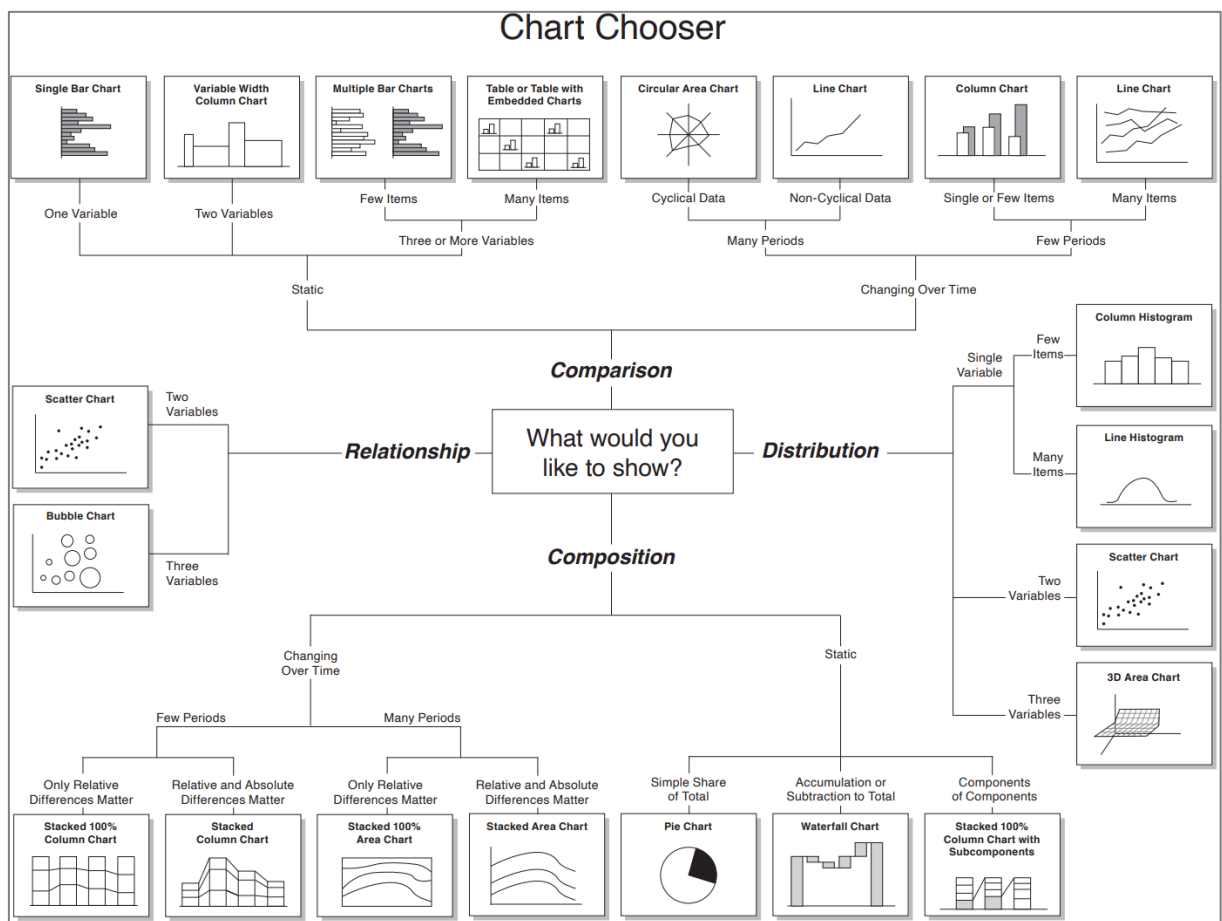 Chart Chooser
Single Bar Chart
Variable Width
Column Chart
Multiple Bar Charts
Table or Table with
Embedded Charts
Circular Area Chart
Line Chart
Column Chart
Line Chart
One Variable
Two Variables
Few Items
Many Items
Cyclical Data
Non-Cyclical Data
Single or Few Items
Many Items
Three or More Variables
Many Periods
Few Periods
Static
Changing Over Time
Comparison
Single
Variable
Few
Items
Column Histogram
Scatter Chart
Two
Variables
Relationship
What would you
like to show?
Distribution
Many
Items
Line Histogram
Bubble Chart
Three
Variables
Composition
Two
Variables
Scatter Chart
Changing
Over Time
Static
Three
Variables
3D Area Chart
Few Periods
Many Periods
Only Relative
Differences Matter
Relative and Absolute
Differences Matter
Only Relative
Differences Matter
Relative and Absolute
Differences Matter
Simple Share
of Total
Accumulation or
Subtraction to Total
Components
of Components
Stacked 100%
Column Chart
Stacked
Column Chart
Stacked 100%
Area Chart
Stacked Area Chart
Pie Chart
Waterfall Chart
Stacked 100%
Column Chart with
Subcomponents